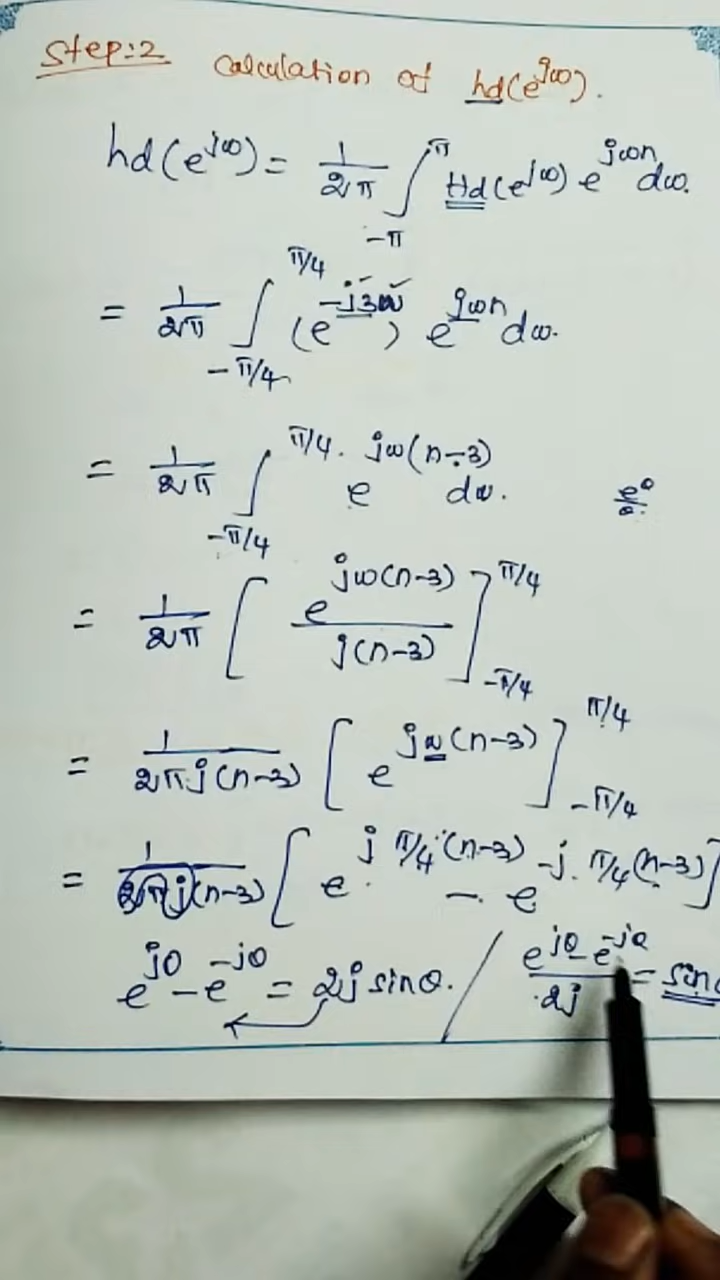 Step:2 Calculation of hd(e^jω).
hd(e^jω) = 1/2π ∫_-π^π Hd(e^jω) e^jωn dω.
= 1/2π ∫_-π/4^π/4 (e^-j3ω) e^jωn dω.
= 1/2π ∫_-π/4^π/4 e^jω(n-3) dω. e^0/0
= 1/2π [ e^jω(n-3) / j(n-3) ]_-π/4^π/4
= 1/2πj(n-3) [ e^jω(n-3) ]_-π/4^π/4
= 1/2πj(n-3) [ e^j π/4 (n-3) - e^-j. π/4 (n-3) ]
e^jθ - e^-jθ = 2j sinθ. / e^jθ - e^-jθ / 2j = sin